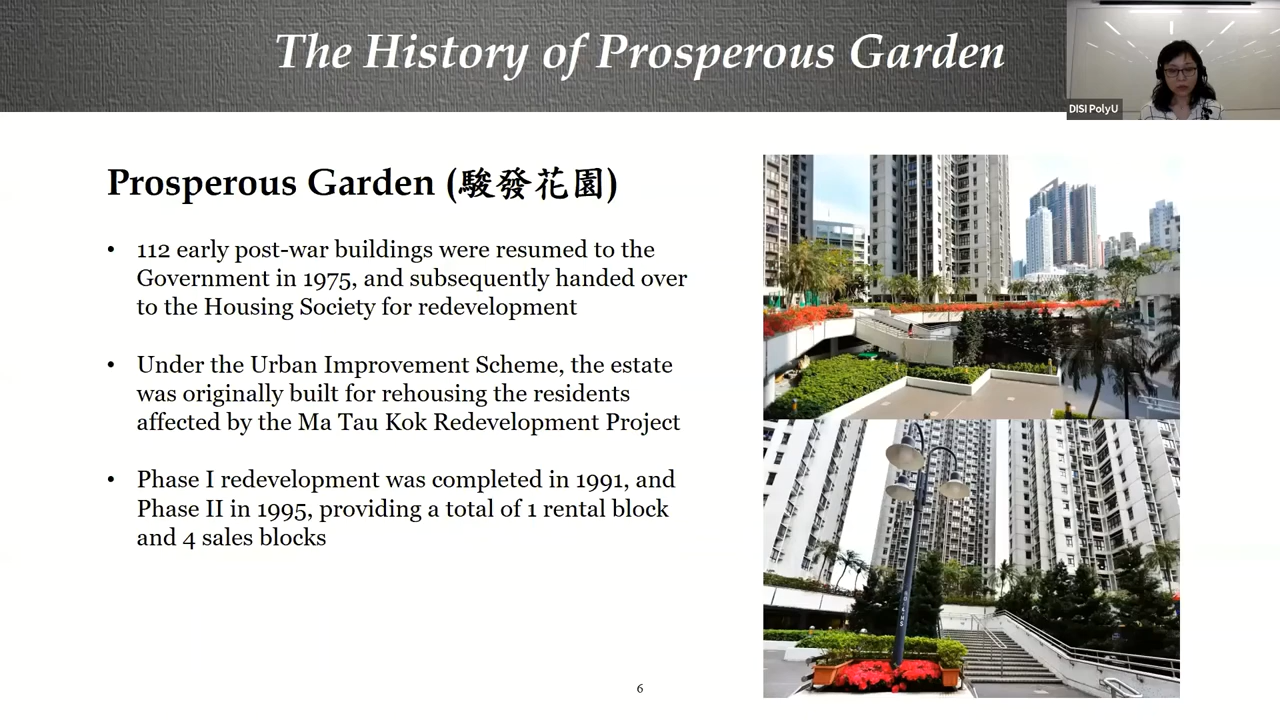 The History of Prosperous Garden
DISI PolyU
Prosperous Garden (駿發花園)
• 112 early post-war buildings were resumed to the
Government in 1975, and subsequently handed over
to the Housing Society for redevelopment
• Under the Urban Improvement Scheme, the estate
was originally built for rehousing the residents
affected by the Ma Tau Kok Redevelopment Project
• Phase I redevelopment was completed in 1991, and
Phase II in 1995, providing a total of 1 rental block
and 4 sales blocks
6